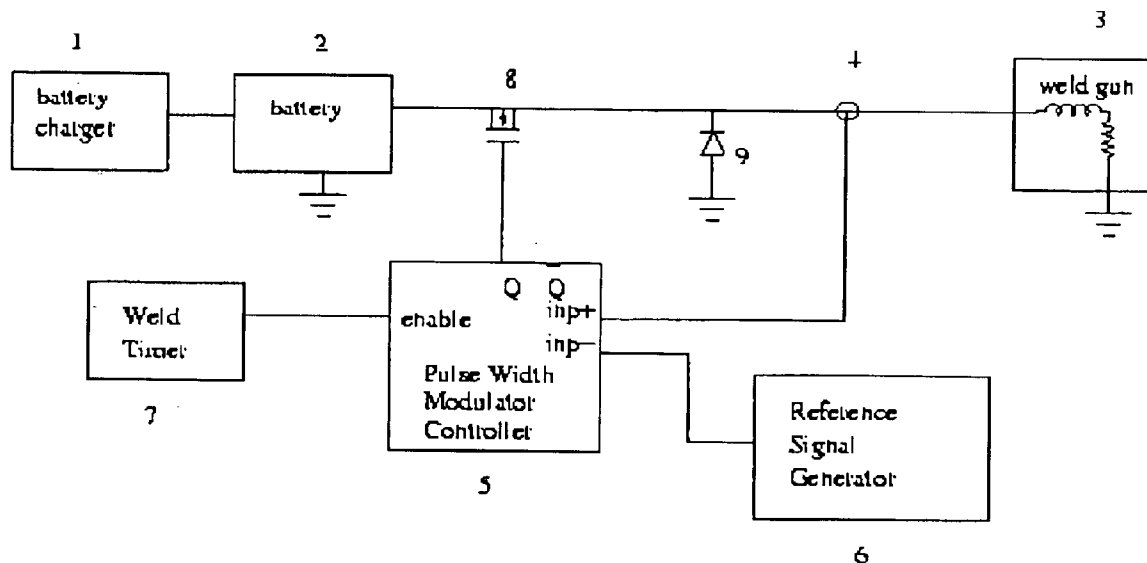 1
2
3
battery
charger
battery
8
4
weld gun
9
Q Q̅
Weld
Timer
enable
inp+
inp−
Pulse Width
Modulator
Controller
Reference
Signal
Generator
7
5
6